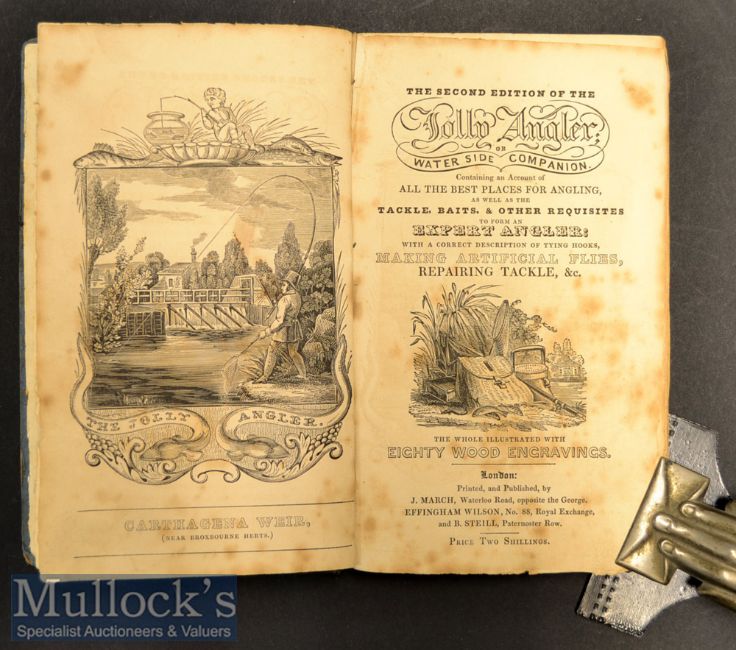 THE JOLLY ANGLER.
CARTHAGENA WEIR,
(NEAR BROXBOURNE HERTS.)
THE SECOND EDITION OF THE
Jolly Angler;
OR
WATER SIDE COMPANION.
Containing an Account of
ALL THE BEST PLACES FOR ANGLING,
AS WELL AS THE
TACKLE, BAITS, & OTHER REQUISITES
TO FORM AN
EXPERT ANGLER:
WITH A CORRECT DESCRIPTION OF TYING HOOKS,
MAKING ARTIFICIAL FLIES,
REPAIRING TACKLE, &c.
THE WHOLE ILLUSTRATED WITH
EIGHTY WOOD ENGRAVINGS.
London:
Printed, and Published, by
J. MARCH, Waterloo Road, opposite the George.
EFFINGHAM WILSON, No. 88, Royal Exchange,
and B. STEILL, Paternoster Row.
PRICE TWO SHILLINGS.
MULLOCK'S
Specialist Auctioneers & Valuers